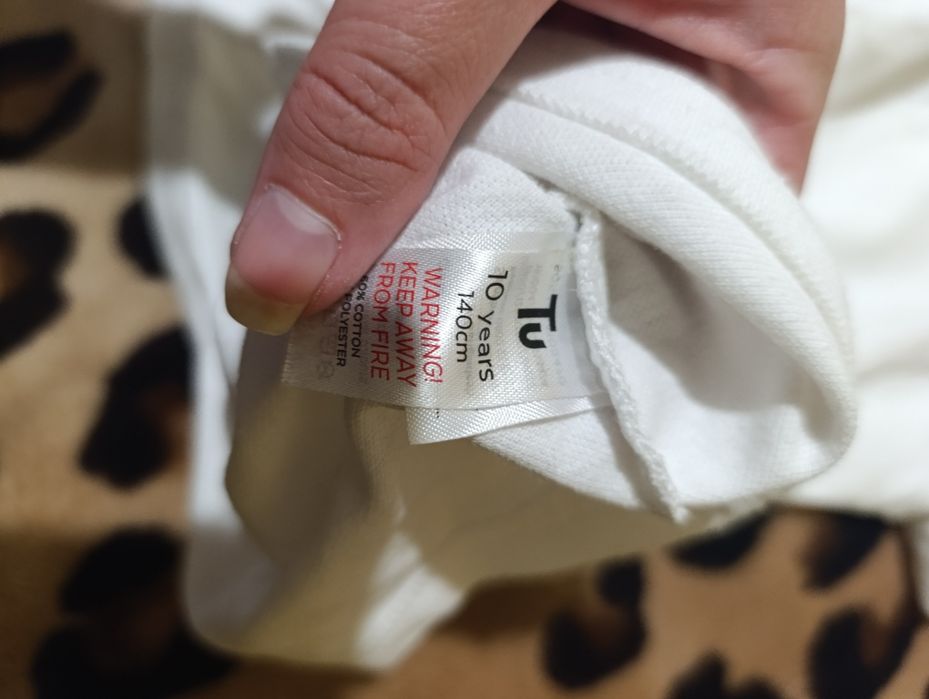 Tu
10 years
140cm
WARNING!
KEEP AWAY
FROM FIRE
COTTON
POLYESTER